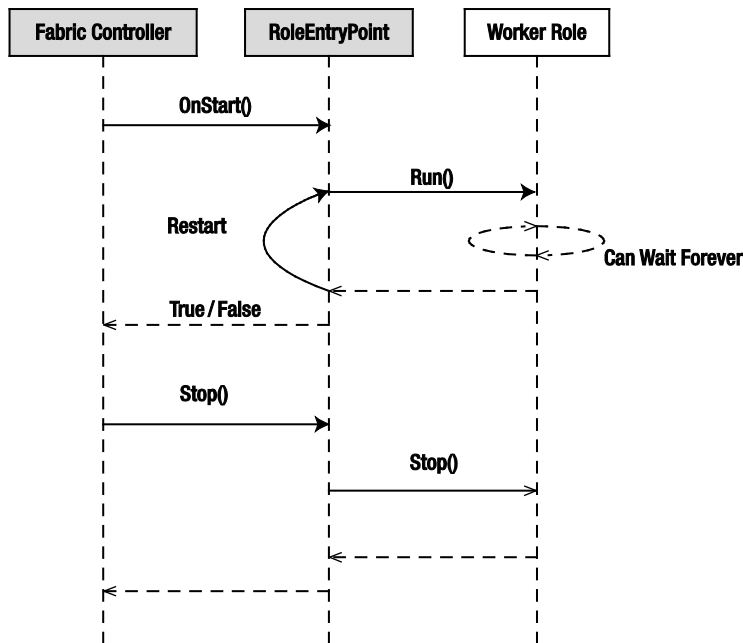 Fabric Controller
RoleEntryPoint
Worker Role
OnStart()
Run()
Restart
Can Wait Forever
True / False
Stop()
Stop()